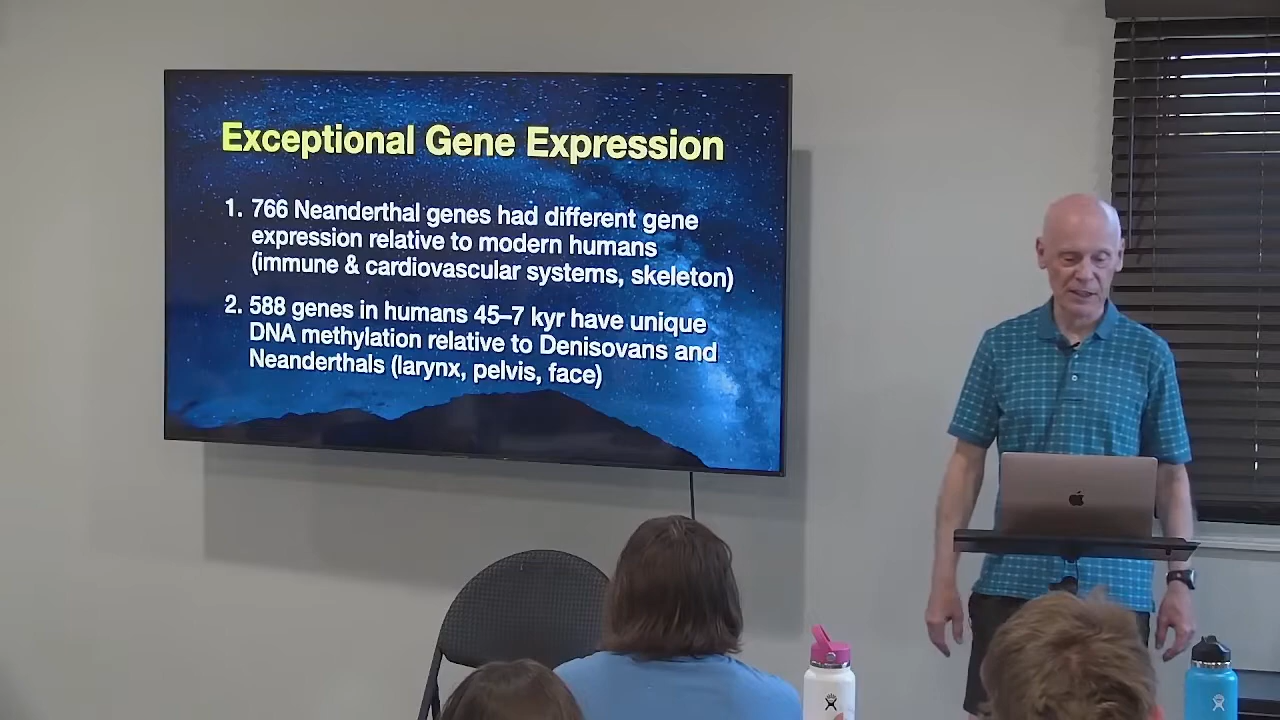 Exceptional Gene Expression
1. 766 Neanderthal genes had different gene
expression relative to modern humans
(immune & cardiovascular systems, skeleton)
2. 588 genes in humans 45–7 kyr have unique
DNA methylation relative to Denisovans and
Neanderthals (larynx, pelvis, face)